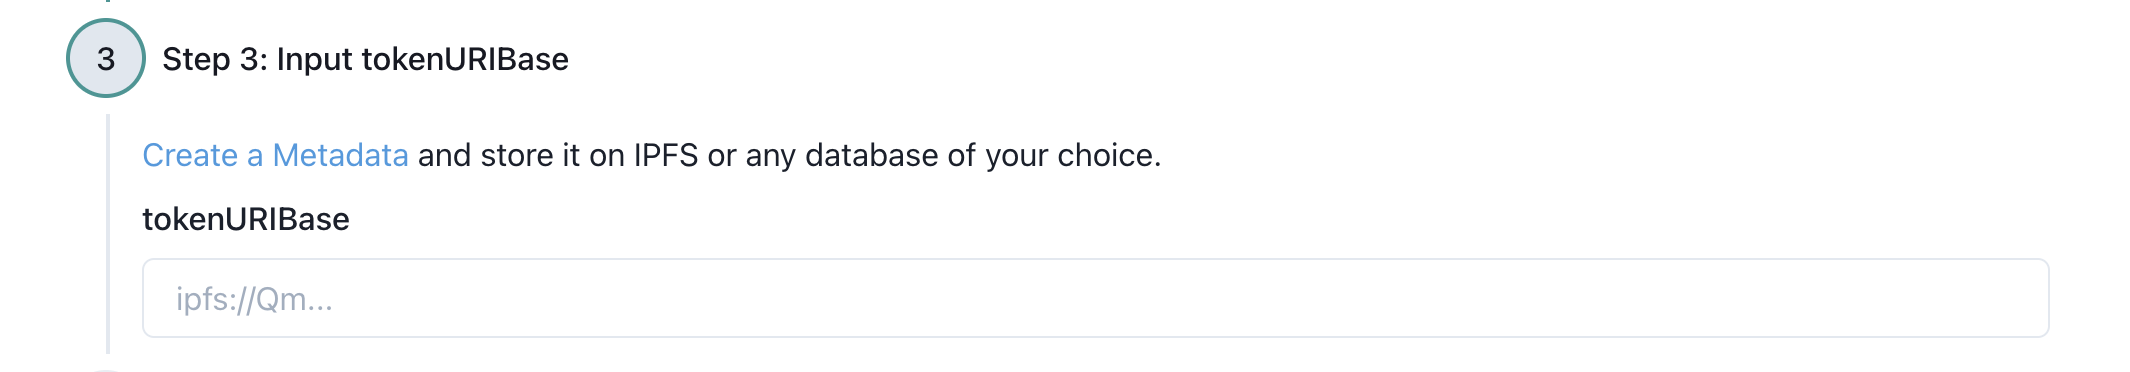 3 Step 3: Input tokenURIBase
Create a Metadata and store it on IPFS or any database of your choice.
tokenURIBase
ipfs://Qm...